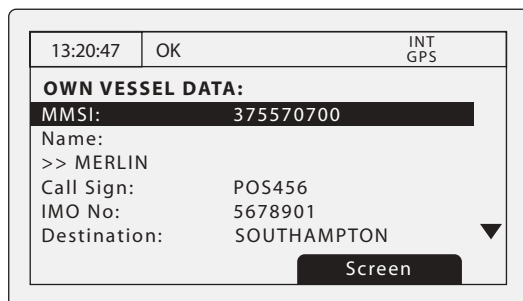 13:20:47 OK INT GPS
OWN VESSEL DATA:
MMSI: 375570700
Name:
>> MERLIN
Call Sign: POS456
IMO No: 5678901
Destination: SOUTHAMPTON
Screen